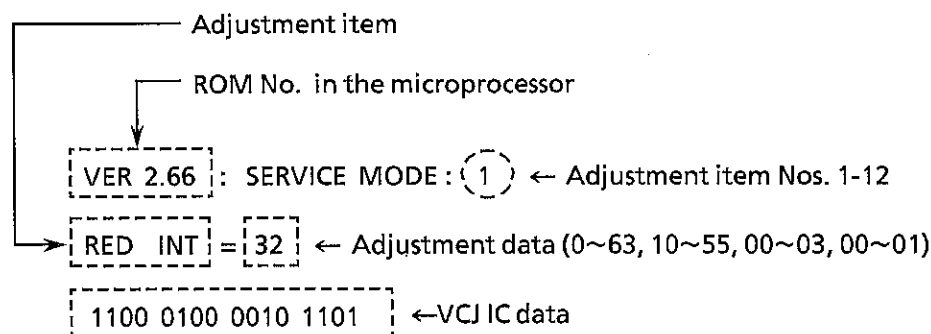 Adjustment item
ROM No. in the microprocessor
VER 2.66 : SERVICE MODE : 1 ← Adjustment item Nos. 1-12
RED INT = 32 ← Adjustment data (0~63, 10~55, 00~03, 00~01)
1100 0100 0010 1101 ←VCJ IC data